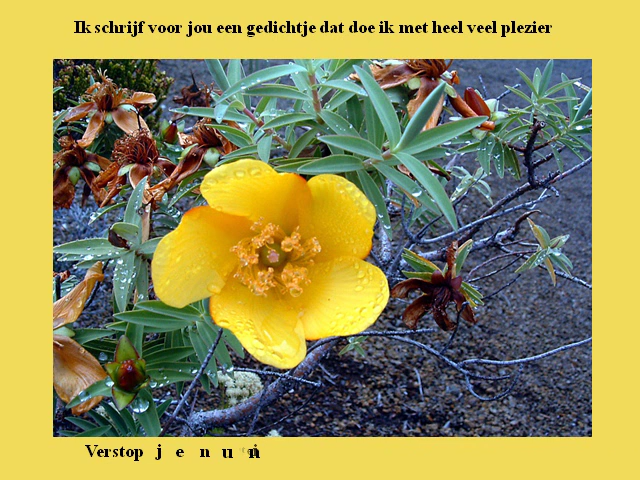 Ik schrijf voor jou een gedichtje dat doe ik met heel veel plezier
Verstop j e n u